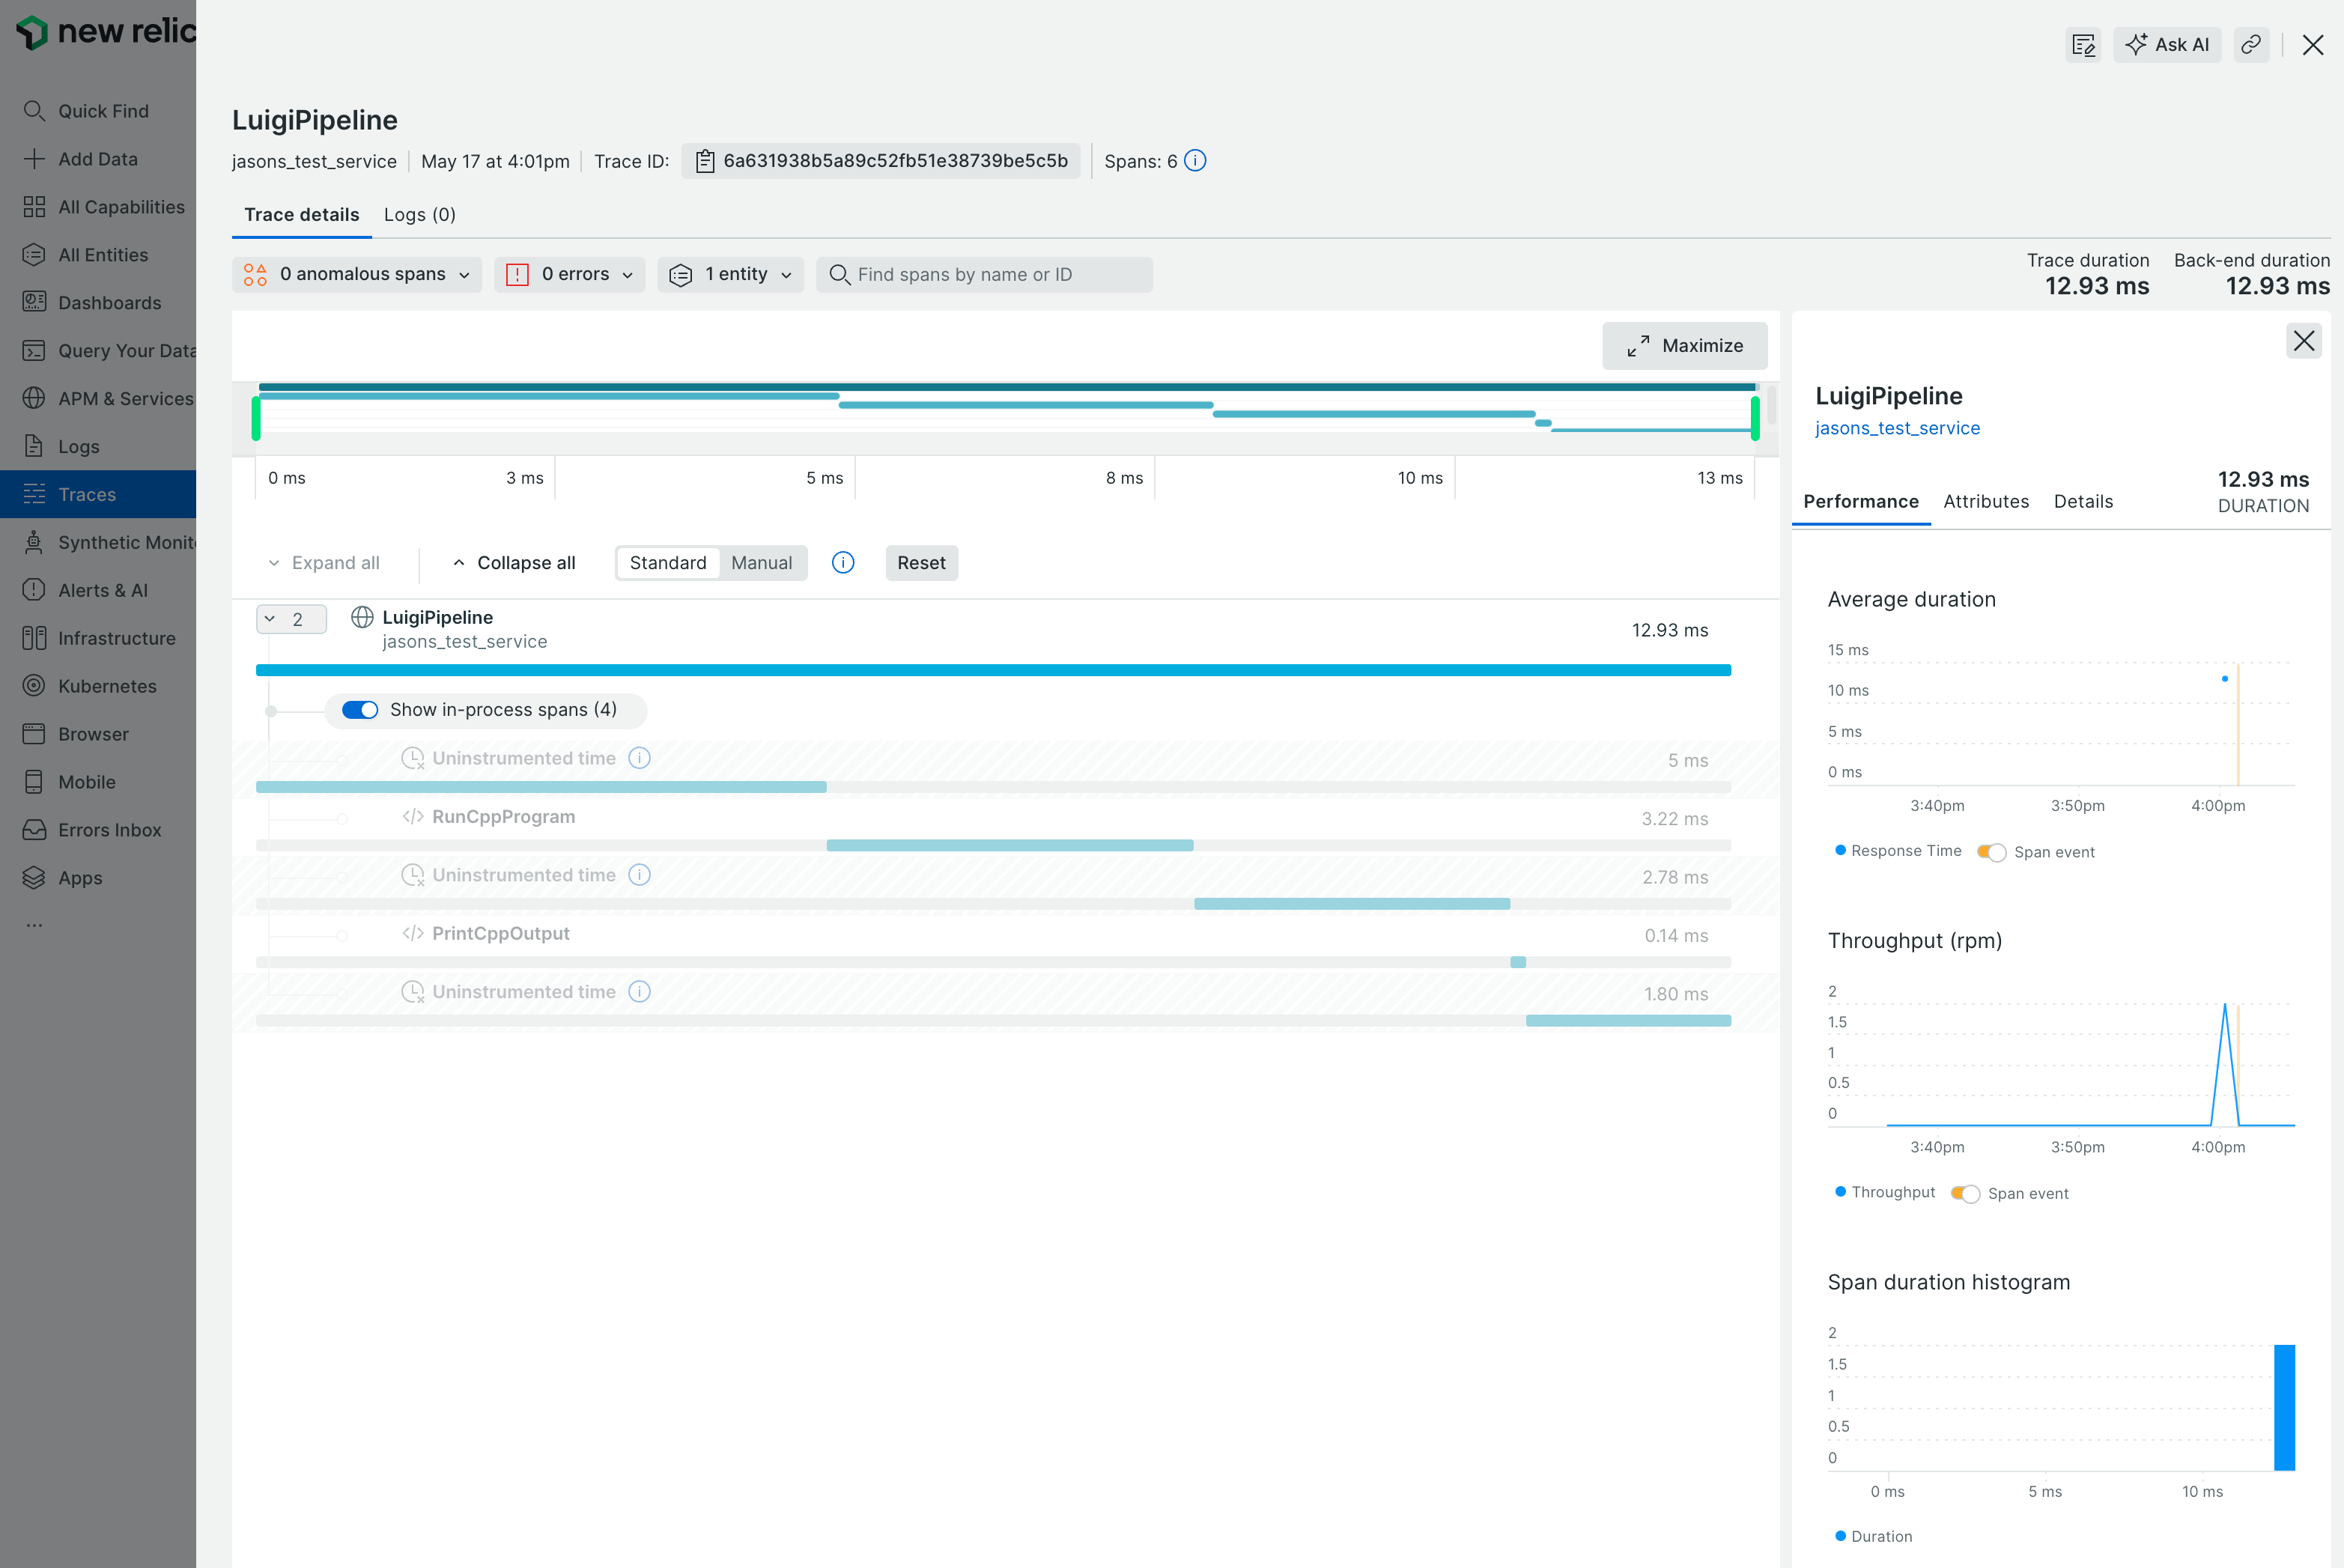 new relic
Quick Find
Add Data
All Capabilities
All Entities
Dashboards
Query Your Data
APM & Services
Logs
Traces
Synthetic Monit
Alerts & AI
Infrastructure
Kubernetes
Browser
Mobile
Errors Inbox
Apps
...
Ask AI
LuigiPipeline
jasons_test_service
May 17 at 4:01pm
Trace ID:
6a631938b5a89c52fb51e38739be5c5b
Spans: 6
Trace details
Logs (0)
0 anomalous spans
0 errors
1 entity
Find spans by name or ID
Trace duration
12.93 ms
Back-end duration
12.93 ms
Maximize
0 ms
3 ms
5 ms
8 ms
10 ms
13 ms
Expand all
Collapse all
Standard
Manual
Reset
2
LuigiPipeline
jasons_test_service
12.93 ms
Show in-process spans (4)
Uninstrumented time
5 ms
RunCppProgram
3.22 ms
Uninstrumented time
2.78 ms
PrintCppOutput
0.14 ms
Uninstrumented time
1.80 ms
LuigiPipeline
jasons_test_service
Performance
Attributes
Details
12.93 ms
DURATION
Average duration
15 ms
10 ms
5 ms
0 ms
3:40pm
3:50pm
4:00pm
Response Time
Span event
Throughput (rpm)
2
1.5
1
0.5
0
3:40pm
3:50pm
4:00pm
Throughput
Span event
Span duration histogram
2
1.5
1
0.5
0
0 ms
5 ms
10 ms
Duration